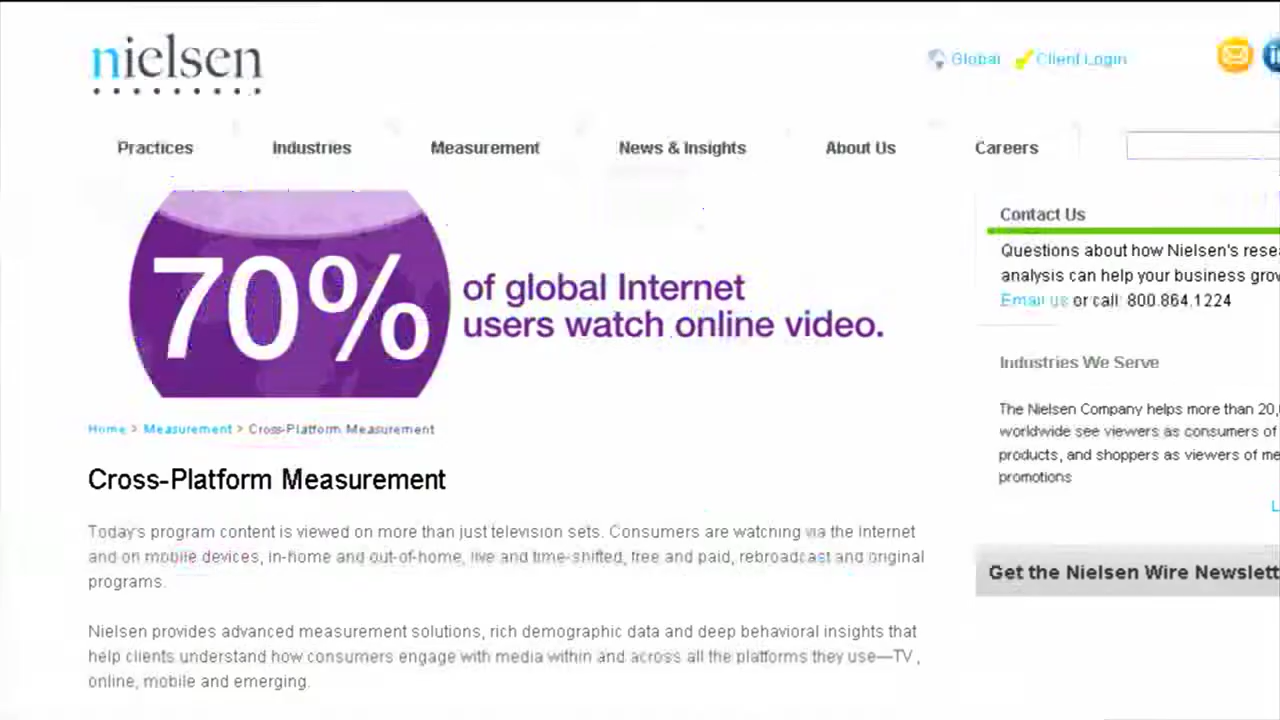 nielsen
Global Client Login
Practices Industries Measurement News & Insights About Us Careers
70% of global Internet
users watch online video.
Home > Measurement > Cross-Platform Measurement
Cross-Platform Measurement
Today's program content is viewed on more than just television sets. Consumers are watching via the Internet
and on mobile devices, in-home and out-of-home, live and time-shifted, free and paid, rebroadcast and original
programs.
Nielsen provides advanced measurement solutions, rich demographic data and deep behavioral insights that
help clients understand how consumers engage with media within and across all the platforms they use—TV,
online, mobile and emerging.
Contact Us
Questions about how Nielsen's rese
analysis can help your business grow
Email us or call: 800.864.1224
Industries We Serve
The Nielsen Company helps more than 20,
worldwide see viewers as consumers of
products, and shoppers as viewers of me
promotions
L
Get the Nielsen Wire Newslett